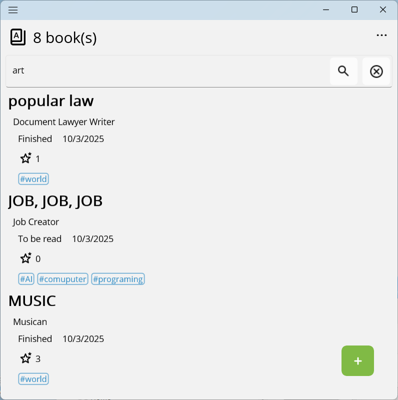 8 book(s)
art
popular law
Document Lawyer Writer
Finished 10/3/2025
1
#world
JOB, JOB, JOB
Job Creator
To be read 10/3/2025
0
#AI #comuputer #programing
MUSIC
Musican
Finished 10/3/2025
3
#world